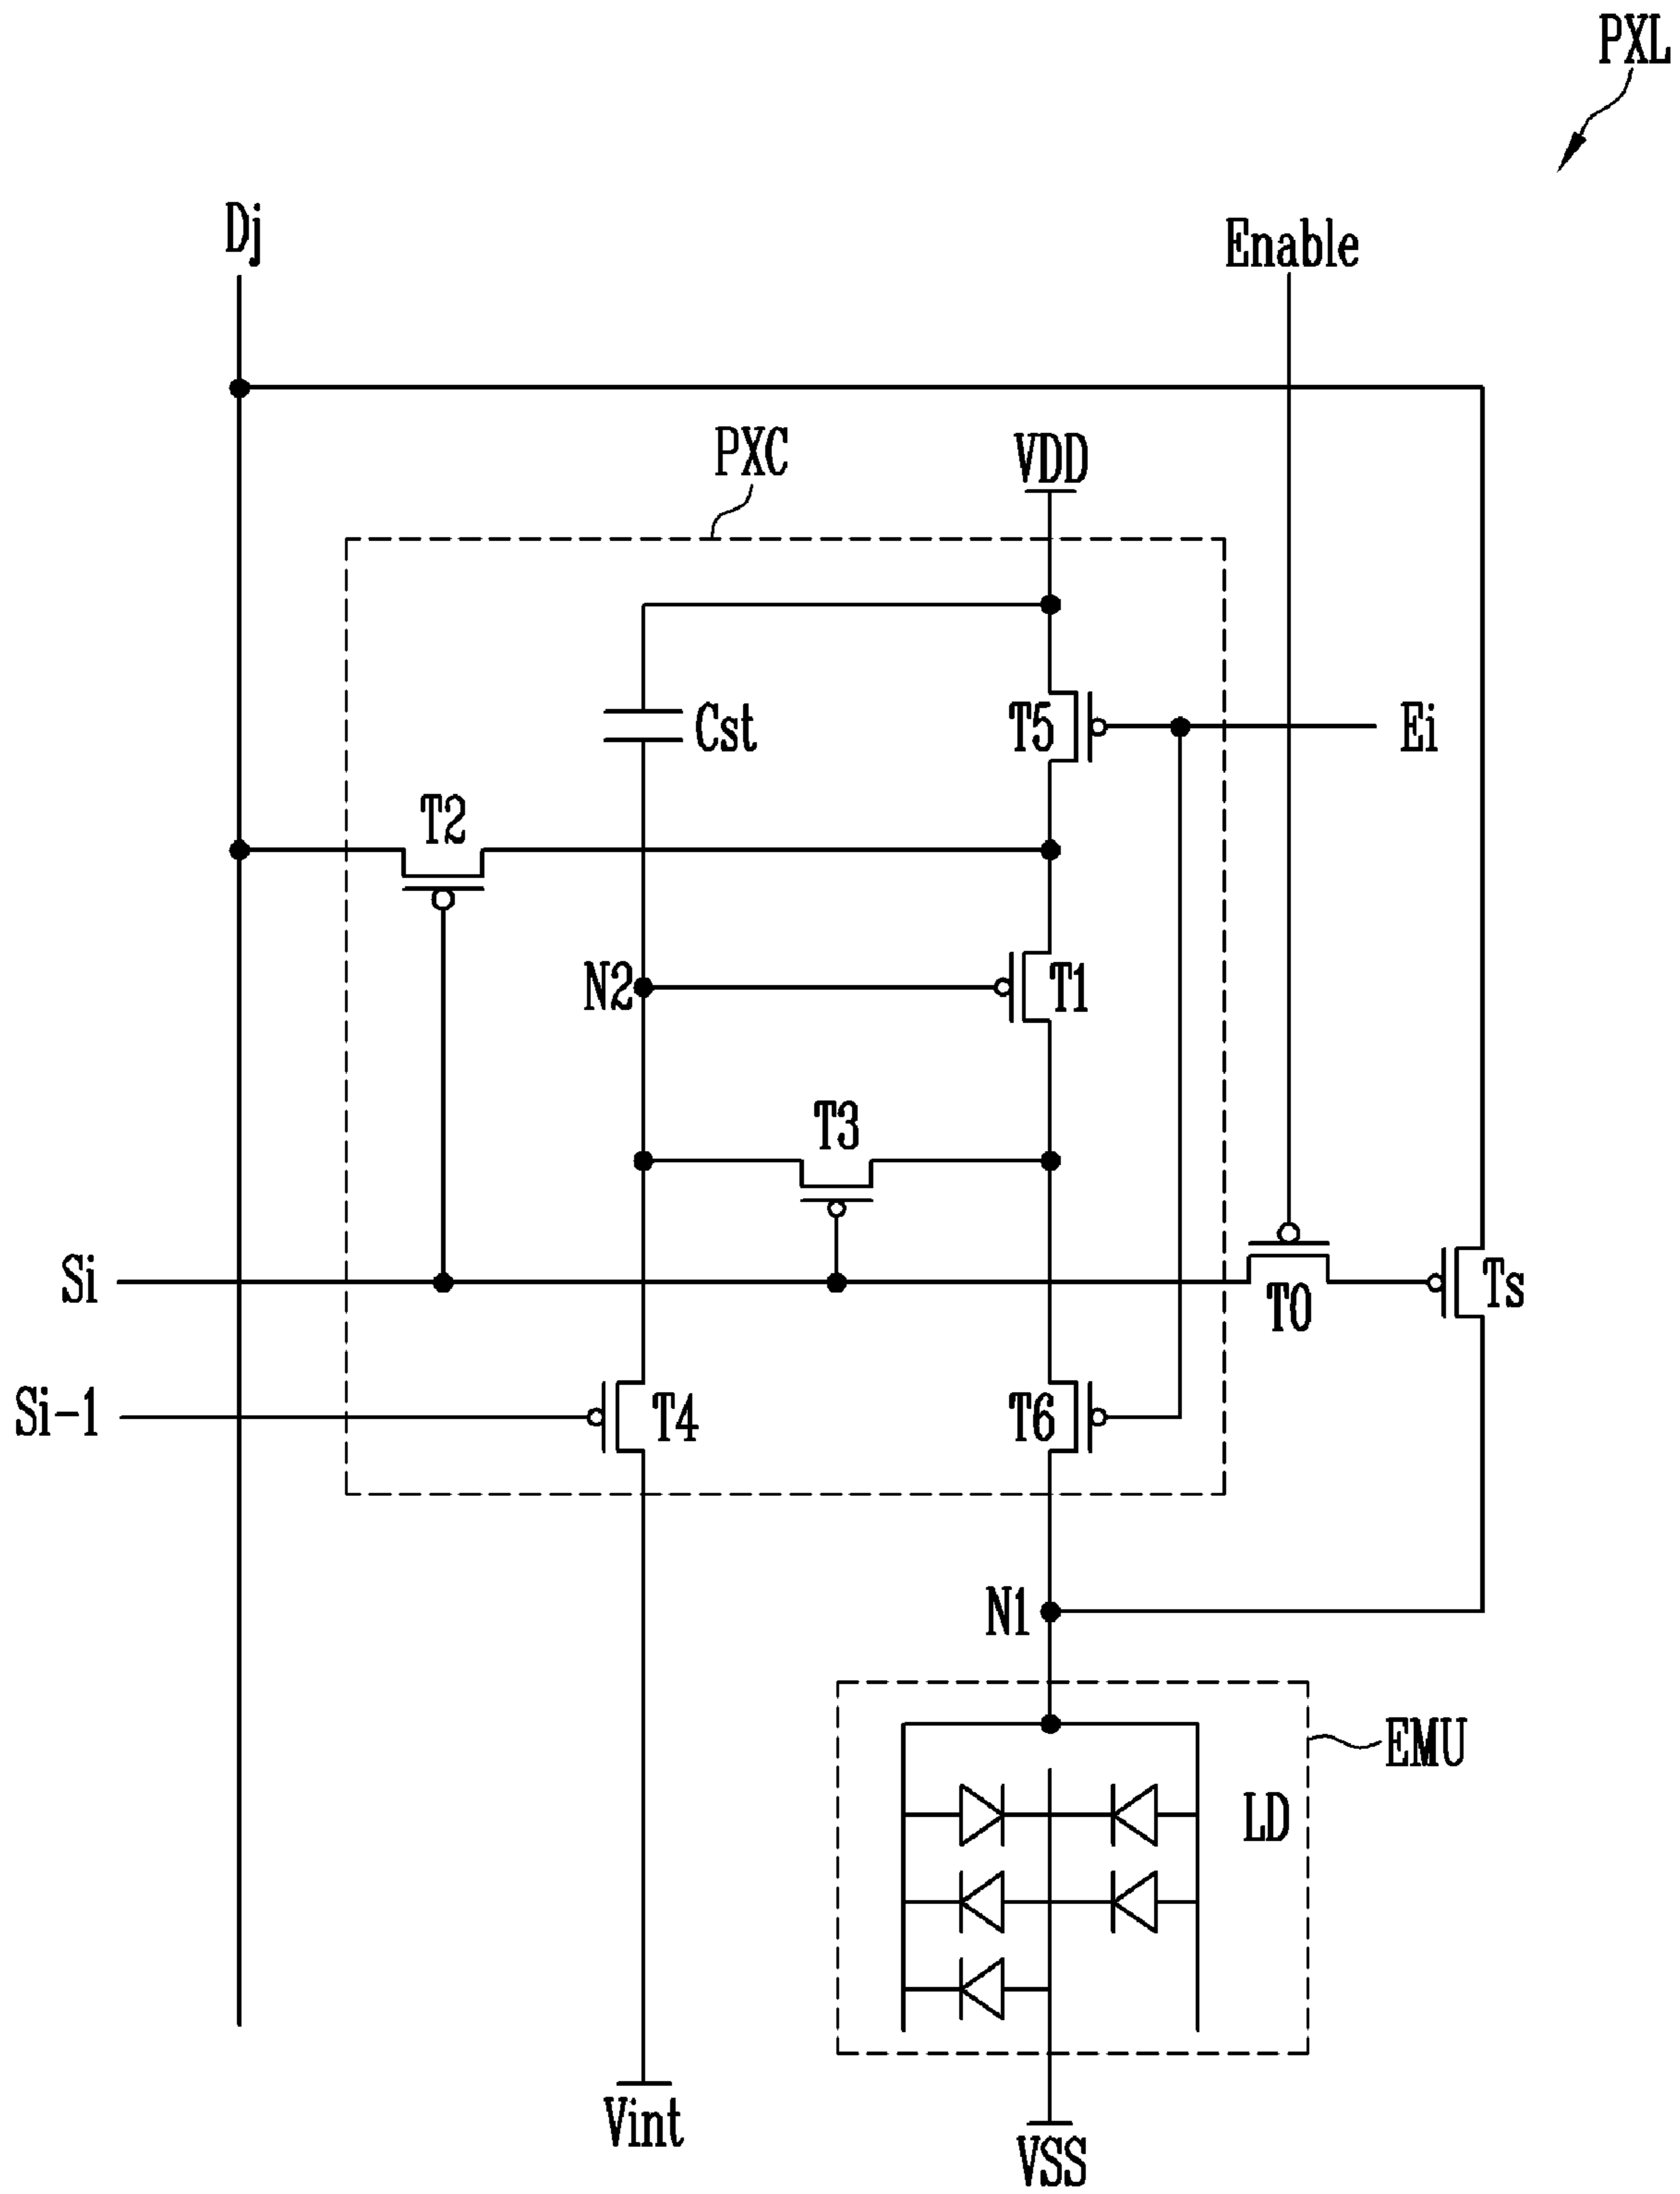 PXL
Dj
Enable
PXC
VDD
Cst
T5
Ei
T2
N2
T1
T3
Si
T0
Ts
Si-1
T4
T6
N1
EMU
LD
Vint
VSS